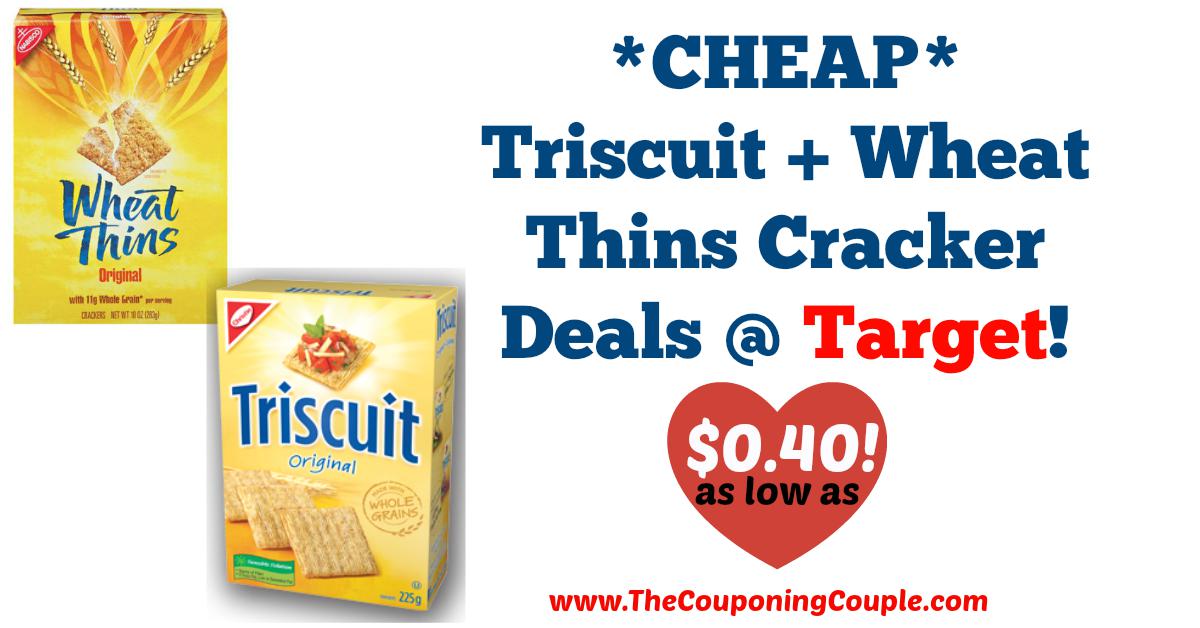 NABISCO
Wheat
Thins
Original
with 11g Whole Grain* per serving
CRACKERS NET WT 10 OZ (283g)
Christie
Triscuit
Triscuit
Original
MADE WITH
WHOLE
GRAINS
Sensible Solution
225g
*CHEAP*
Triscuit + Wheat
Thins Cracker
Deals @ Target!
$0.40!
as low as
www.TheCouponingCouple.com